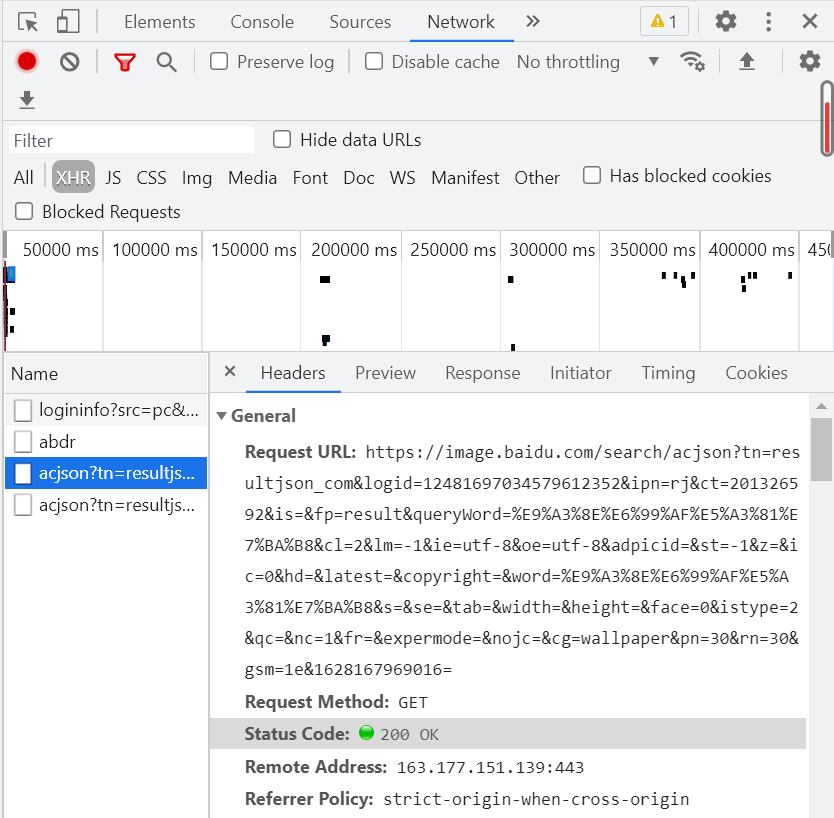 Elements Console Sources Network 1
Preserve log Disable cache No throttling
Filter Hide data URLs
All XHR JS CSS Img Media Font Doc WS Manifest Other Has blocked cookies
Blocked Requests
50000 ms 100000 ms 150000 ms 200000 ms 250000 ms 300000 ms 350000 ms 400000 ms 450
Name
logininfo?src=pc&...
abdr
acjson?tn=resultjs...
acjson?tn=resultjs...
Headers Preview Response Initiator Timing Cookies
General
Request URL: https://image.baidu.com/search/acjson?tn=res
ultjson_com&logid=12481697034579612352&ipn=rj&ct=2013265
92&is=&fp=result&queryWord=%E9%A3%8E%E6%99%AF%E5%A3%81%E
7%BA%B8&cl=2&lm=-1&ie=utf-8&oe=utf-8&adpicid=&st=-1&z=&i
c=0&hd=&latest=&copyright=&word=%E9%A3%8E%E6%99%AF%E5%A
3%81%E7%BA%B8&s=&se=&tab=&width=&height=&face=0&istype=2
&qc=&nc=1&fr=&expermode=&nojc=&cg=wallpaper&pn=30&rn=30&
gsm=1e&1628167969016=
Request Method: GET
Status Code: 200 OK
Remote Address: 163.177.151.139:443
Referrer Policy: strict-origin-when-cross-origin